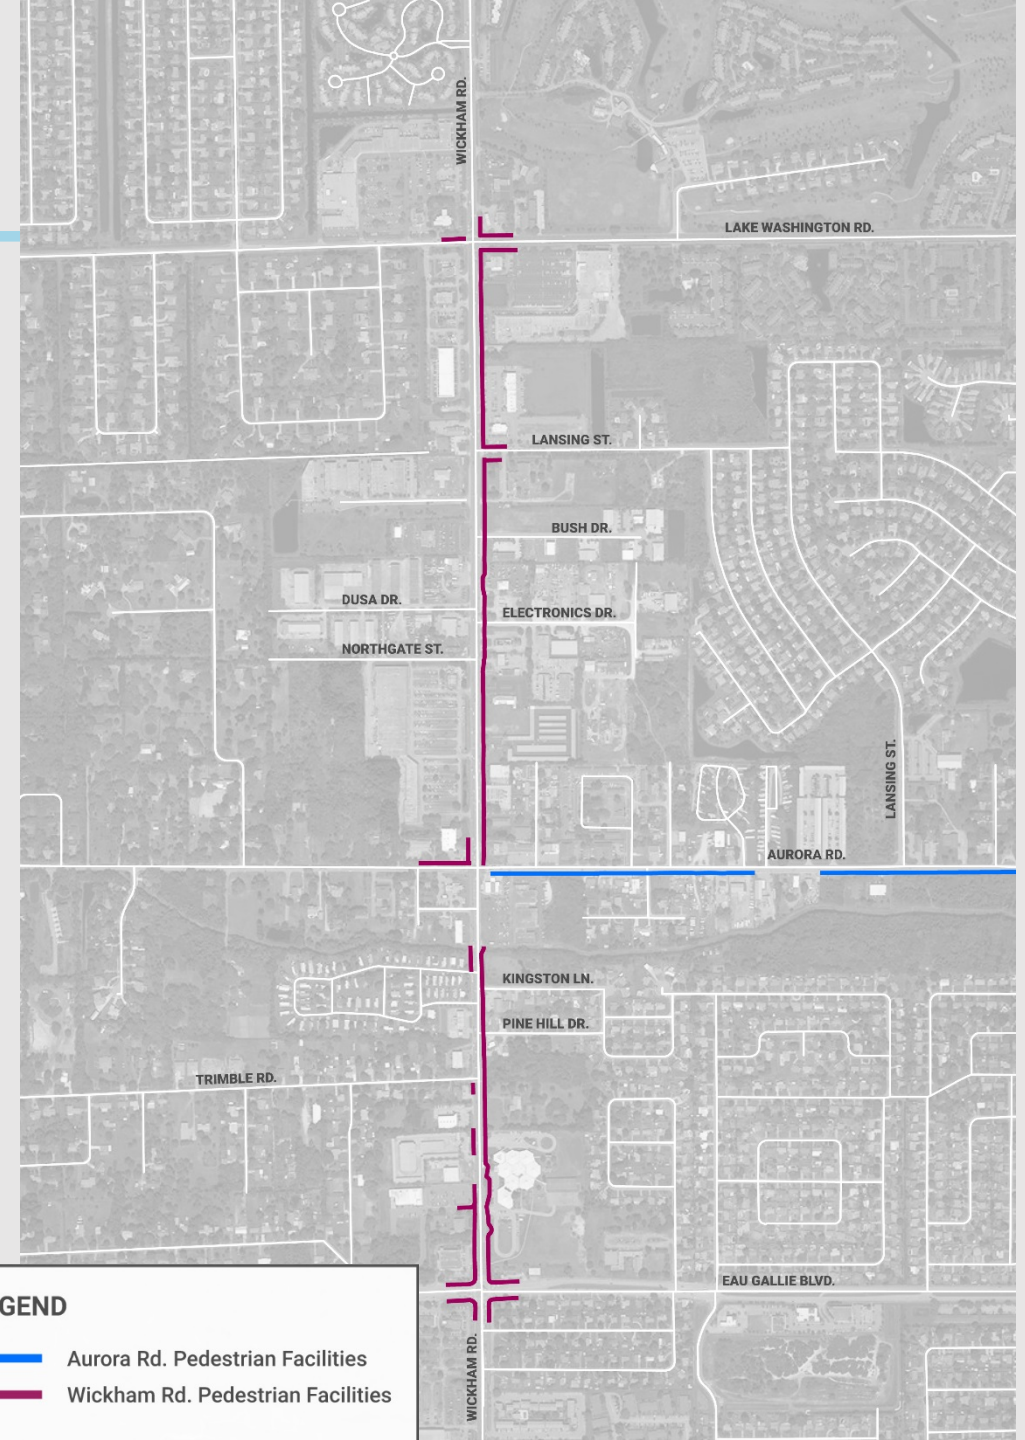 WICKHAM RD.
LAKE WASHINGTON RD.
LANSING ST.
BUSH DR.
DUSA DR.
ELECTRONICS DR.
NORTHGATE ST.
LANSING ST.
AURORA RD.
KINGSTON LN.
PINE HILL DR.
TRIMBLE RD.
EAU GALLIE BLVD.
WICKHAM RD.
GEND
Aurora Rd. Pedestrian Facilities
Wickham Rd. Pedestrian Facilities